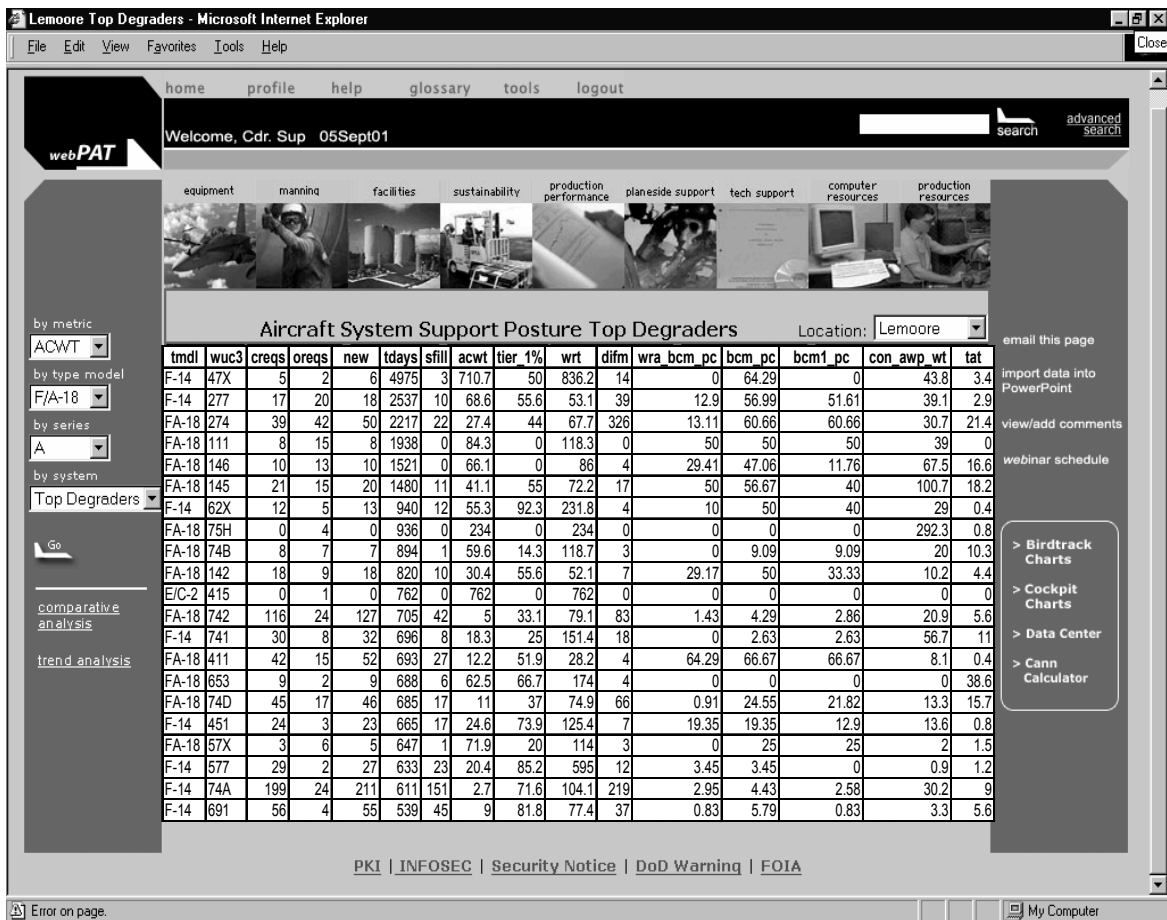 Lemoore Top Degraders - Microsoft Internet Explorer
File Edit View Favorites Tools Help
Close
home profile help glossary tools logout
webPAT
Welcome, Cdr. Sup 05Sept01
search
advanced search
equipment manning facilities sustainability production performance planeside support tech support computer resources production resources
by metric
ACWT
by type model
F/A-18
by series
A
by system
Top Degraders
Go
comparative analysis
trend analysis
Aircraft System Support Posture Top Degraders Location: Lemoore
tmdl wuc3 creqs oreqs new tdays sfill acwt tier_1% wrt difm wra_bcm_pc bcm_pc bcm1_pc con_awp_wt tat
F-14 47X 5 2 6 4975 3 710.7 50 836.2 14 0 64.29 0 43.8 3.4
F-14 277 17 20 18 2537 10 68.6 55.6 53.1 39 12.9 56.99 51.61 39.1 2.9
FA-18 274 39 42 50 2217 22 27.4 44 67.7 326 13.11 60.66 60.66 30.7 21.4
FA-18 111 8 15 8 1938 0 84.3 0 118.3 0 50 50 50 39 0
FA-18 146 10 13 10 1521 0 66.1 0 86 4 29.41 47.06 11.76 67.5 16.6
FA-18 145 21 15 20 1480 11 41.1 55 72.2 17 50 56.67 40 100.7 18.2
F-14 62X 12 5 13 940 12 55.3 92.3 231.8 4 10 50 40 29 0.4
FA-18 75H 0 4 0 936 0 234 0 234 0 0 0 0 292.3 0.8
FA-18 74B 8 7 7 894 1 59.6 14.3 118.7 3 0 9.09 9.09 20 10.3
FA-18 142 18 9 18 820 10 30.4 55.6 52.1 7 29.17 50 33.33 10.2 4.4
E/C-2 415 0 1 0 762 0 762 0 762 0 0 0 0 0 0
FA-18 742 116 24 127 705 42 5 33.1 79.1 83 1.43 4.29 2.86 20.9 5.6
F-14 741 30 8 32 696 8 18.3 25 151.4 18 0 2.63 2.63 56.7 11
FA-18 411 42 15 52 693 27 12.2 51.9 28.2 4 64.29 66.67 66.67 8.1 0.4
FA-18 653 9 2 9 688 6 62.5 66.7 174 4 0 0 0 0 38.6
FA-18 74D 45 17 46 685 17 11 37 74.9 66 0.91 24.55 21.82 13.3 15.7
F-14 451 24 3 23 665 17 24.6 73.9 125.4 7 19.35 19.35 12.9 13.6 0.8
FA-18 57X 3 6 5 647 1 71.9 20 114 3 0 25 25 2 1.5
F-14 577 29 2 27 633 23 20.4 85.2 595 12 3.45 3.45 0 0.9 1.2
F-14 74A 199 24 211 611 151 2.7 71.6 104.1 219 2.95 4.43 2.58 30.2 9
F-14 691 56 4 55 539 45 9 81.8 77.4 37 0.83 5.79 0.83 3.3 5.6
email this page
import data into
PowerPoint
view/add comments
webinar schedule
> Birdtrack
Charts
> Cockpit
Charts
> Data Center
> Cann
Calculator
PKI | INFOSEC | Security Notice | DoD Warning | FOIA
Error on page.
My Computer